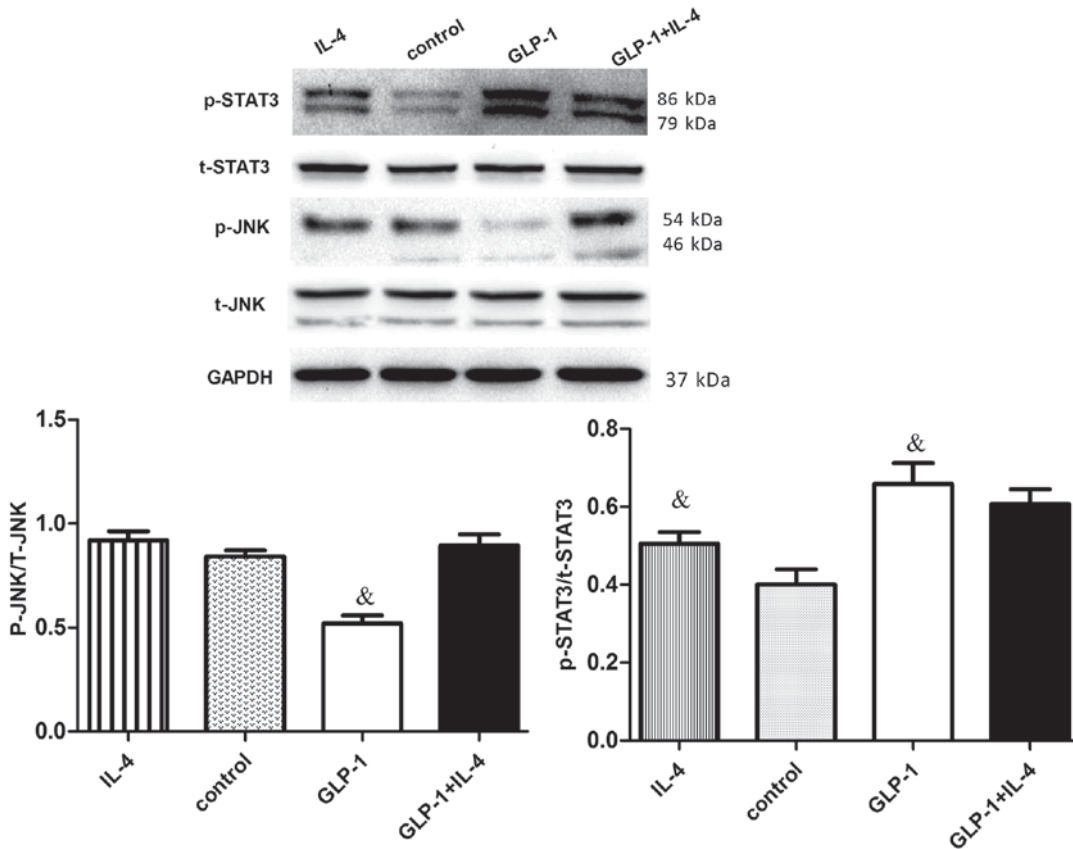 IL-4 control GLP-1 GLP-1+IL-4
p-STAT3 86 kDa
79 kDa
t-STAT3
p-JNK 54 kDa
46 kDa
t-JNK
GAPDH 37 kDa
P-JNK/T-JNK
1.5
1.0
0.5
0.0
&
IL-4 control GLP-1 GLP-1+IL-4
p-STAT3/t-STAT3
0.8
0.6
0.4
0.2
0.0
& &
IL-4 control GLP-1 GLP-1+IL-4